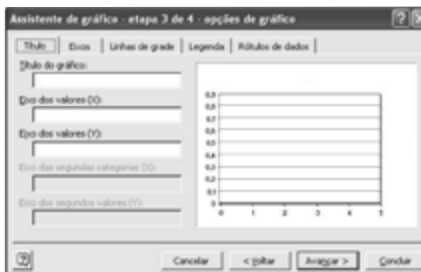 Assistente de gráfico - etapa 3 de 4 - opções de gráfico
Título Eixos Linhas de grade Legenda Rótulos de dados
Título do gráfico:
Eixo dos valores (X):
Eixo dos valores (Y):
Eixo das segundas categorias (X):
Eixo dos segundos valores (Y):
0,9
0,8
0,7
0,6
0,5
0,4
0,3
0,2
0,1
0
0 1 2 3 4 5
Cancelar < Voltar Avançar > Concluir